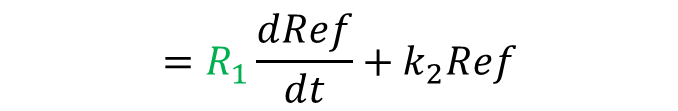 = R₁ dRef/dt + k₂Ref